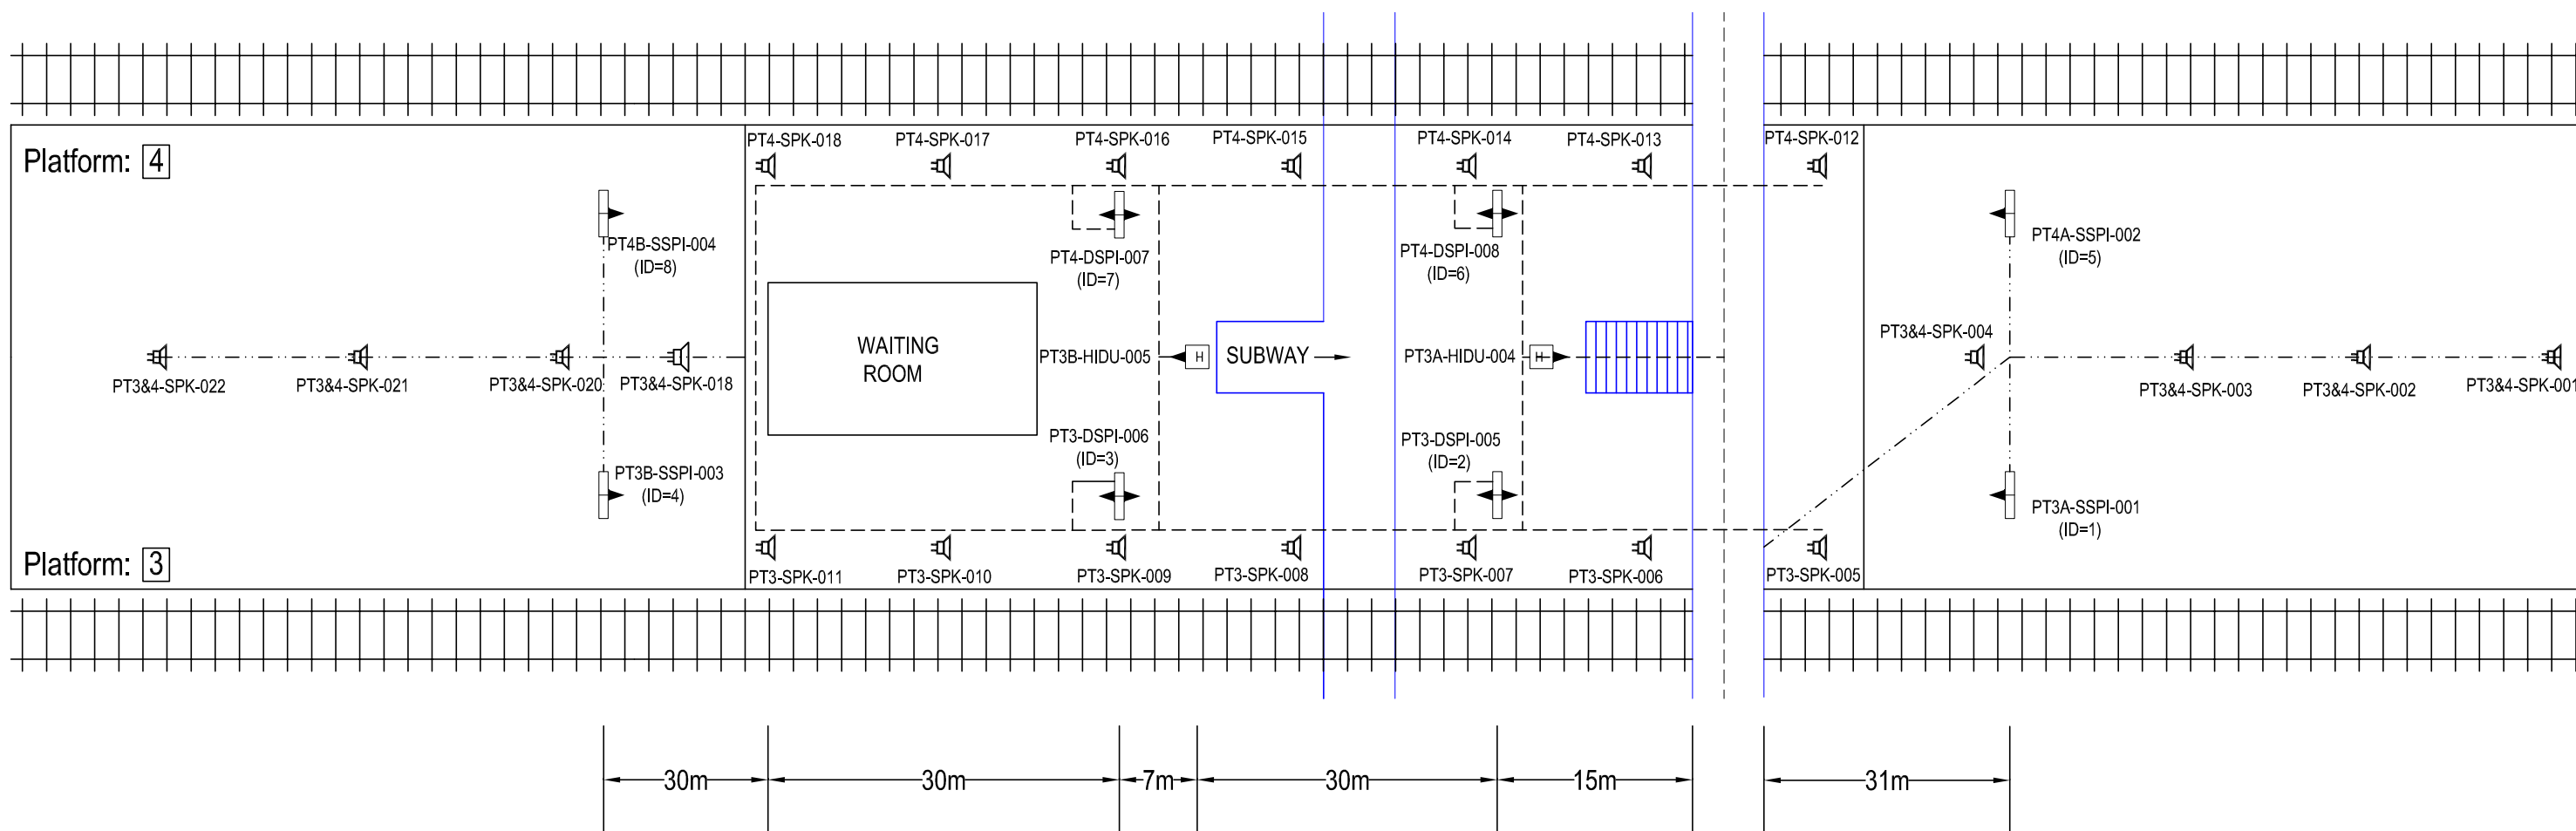 PT4-SPK-018
PT4-SPK-017
PT4-SPK-016
PT4-SPK-015
PT4-SPK-014
PT4-SPK-013
PT4-SPK-012
Platform: 4
PT4B-SSPI-004
(ID=8)
PT4-DSPI-007
(ID=7)
PT4-DSPI-008
(ID=6)
PT4A-SSPI-002
(ID=5)
WAITING
ROOM
PT3B-HIDU-005
H
SUBWAY
PT3A-HIDU-004
H
PT3&4-SPK-004
PT3&4-SPK-022
PT3&4-SPK-021
PT3&4-SPK-020
PT3&4-SPK-018
PT3&4-SPK-003
PT3&4-SPK-002
PT3&4-SPK-001
PT3B-SSPI-003
(ID=4)
PT3-DSPI-006
(ID=3)
PT3-DSPI-005
(ID=2)
PT3A-SSPI-001
(ID=1)
Platform: 3
PT3-SPK-011
PT3-SPK-010
PT3-SPK-009
PT3-SPK-008
PT3-SPK-007
PT3-SPK-006
PT3-SPK-005
30m
30m
7m
30m
15m
31m